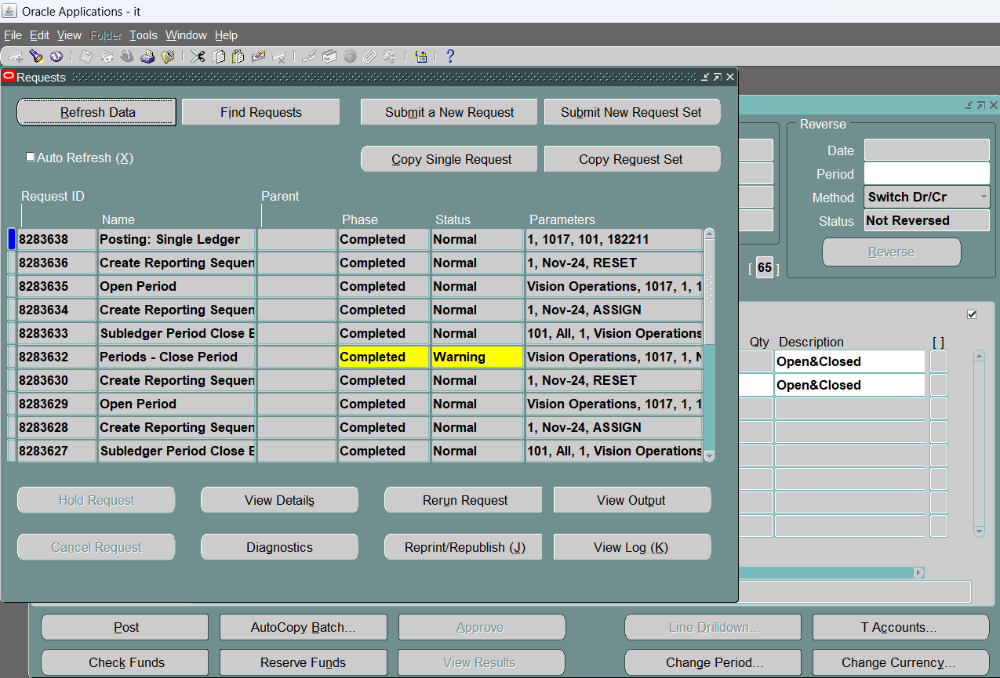 Oracle Applications - it
File Edit View Folder Tools Window Help
Requests
Refresh Data
Find Requests
Submit a New Request
Submit New Request Set
Auto Refresh (X)
Copy Single Request
Copy Request Set
Request ID
Parent
Name Phase Status Parameters
8283638 Posting: Single Ledger Completed Normal 1, 1017, 101, 182211
8283636 Create Reporting Sequen Completed Normal 1, Nov-24, RESET
8283635 Open Period Completed Normal Vision Operations, 1017, 1, 1
8283634 Create Reporting Sequen Completed Normal 1, Nov-24, ASSIGN
8283633 Subledger Period Close E Completed Normal 101, All, 1, Vision Operations
8283632 Periods - Close Period Completed Warning Vision Operations, 1017, 1, N
8283630 Create Reporting Sequen Completed Normal 1, Nov-24, RESET
8283629 Open Period Completed Normal Vision Operations, 1017, 1, 1
8283628 Create Reporting Sequen Completed Normal 1, Nov-24, ASSIGN
8283627 Subledger Period Close E Completed Normal 101, All, 1, Vision Operations
Hold Request
View Details
Rerun Request
View Output
Cancel Request
Diagnostics
Reprint/Republish (J)
View Log (K)
Reverse
Date
Period
Method Switch Dr/Cr
Status Not Reversed
Reverse
[ 65 ]
Qty Description [ ]
Open&Closed
Open&Closed
Post
AutoCopy Batch...
Approve
Line Drilldown...
T Accounts...
Check Funds
Reserve Funds
View Results
Change Period...
Change Currency...